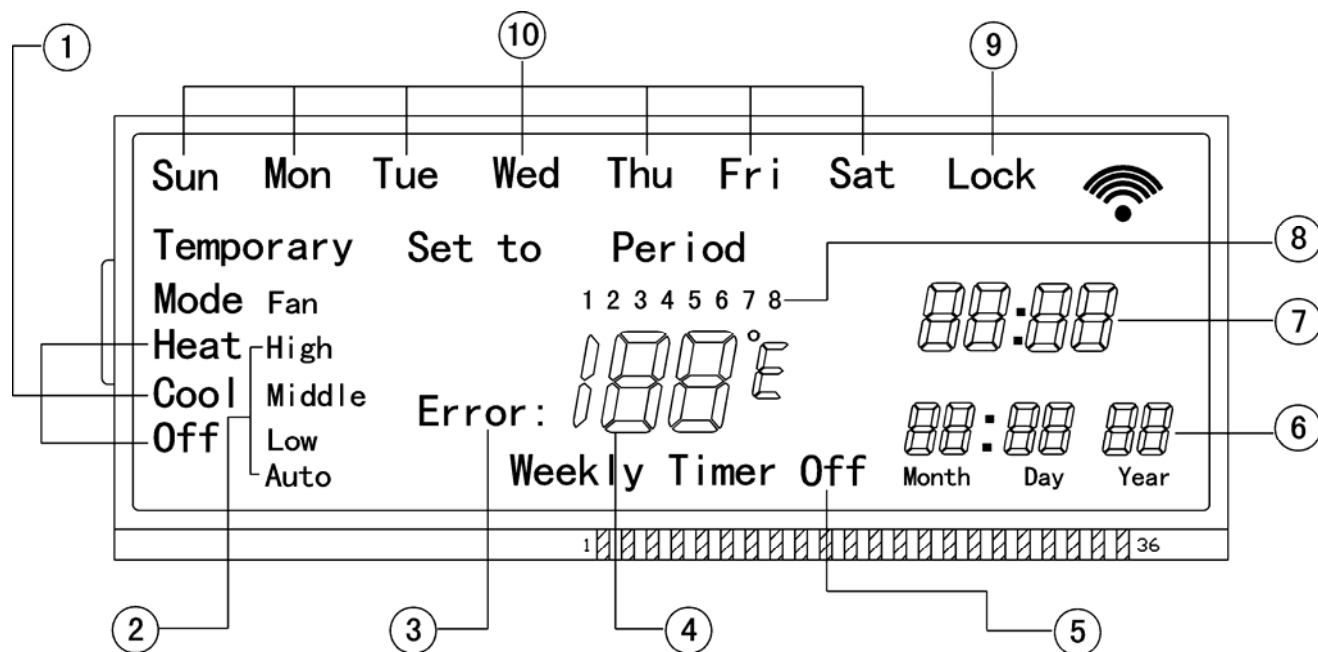 1 10 9
Sun Mon Tue Wed Thu Fri Sat Lock
Temporary Set to Period
8
Mode Fan 1 2 3 4 5 6 7 8
88:88
7
Heat High 188°E
Cool Middle
Error:
88:88 88
6
Off Low
Auto Weekly Timer Off Month Day Year
1 36
2 3 4 5